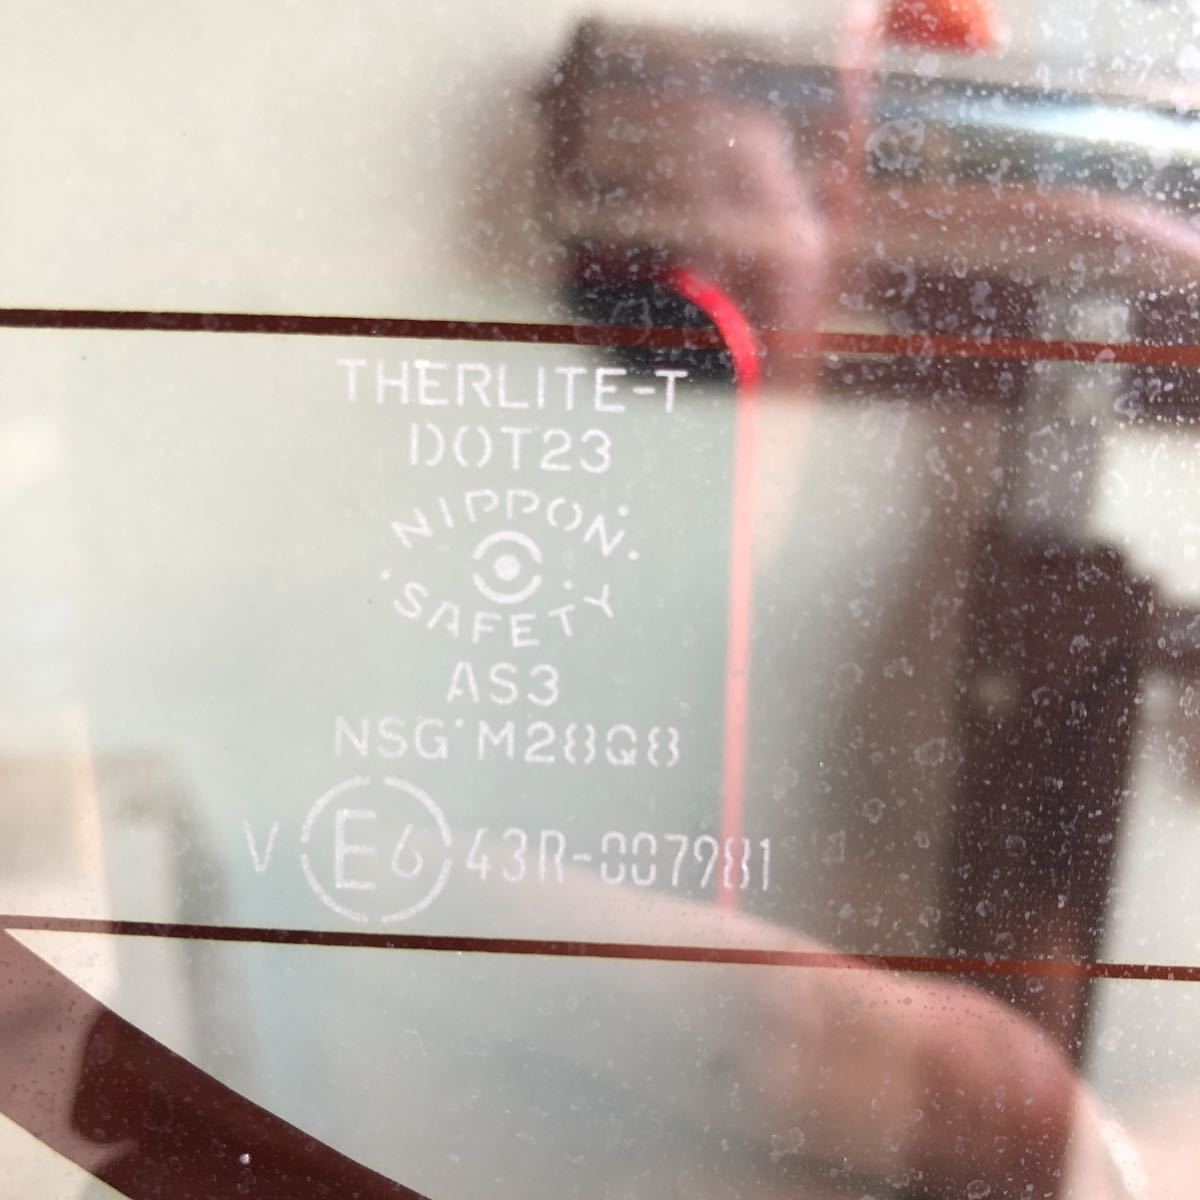 THERLITE-T
DOT23
NIPPON
SAFETY
AS3
NSG M28Q8
V E6 43R-007981